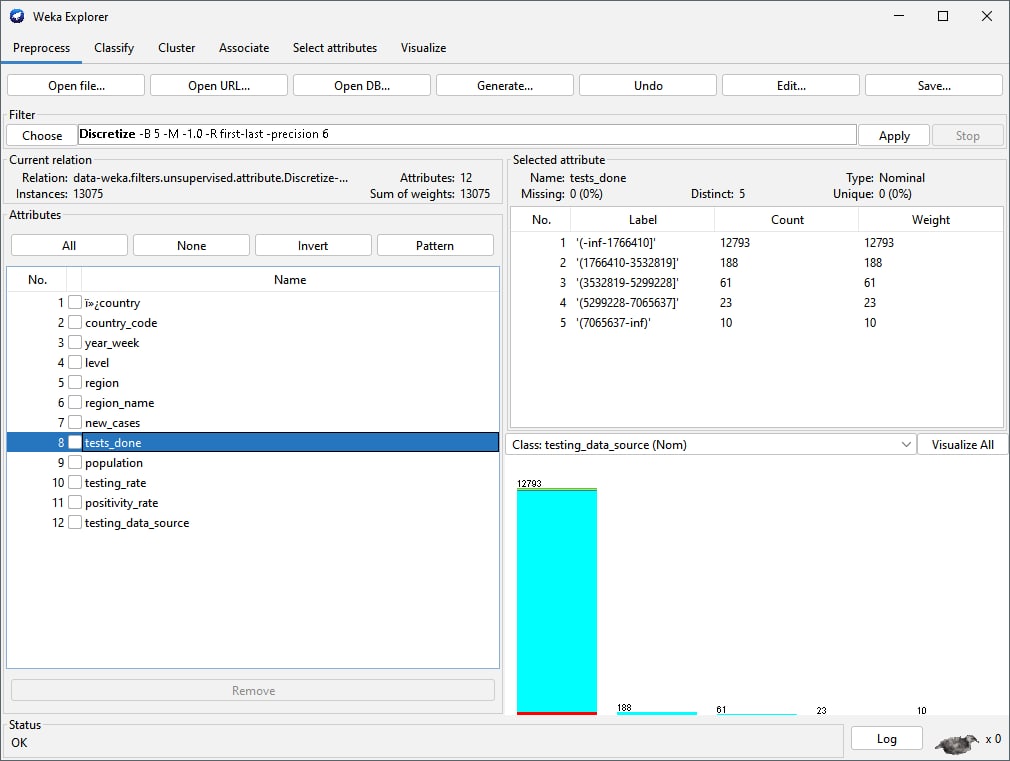 Weka Explorer
Preprocess Classify Cluster Associate Select attributes Visualize
Open file... Open URL... Open DB... Generate... Undo Edit... Save...
Filter
Choose Discretize -B 5 -M -1.0 -R first-last -precision 6 Apply Stop
Current relation
Relation: data-weka.filters.unsupervised.attribute.Discretize-... Attributes: 12
Instances: 13075 Sum of weights: 13075
Attributes
All None Invert Pattern
No. Name
1 ï»¿country
2 country_code
3 year_week
4 level
5 region
6 region_name
7 new_cases
8 tests_done
9 population
10 testing_rate
11 positivity_rate
12 testing_data_source
Remove
Selected attribute
Name: tests_done Type: Nominal
Missing: 0 (0%) Distinct: 5 Unique: 0 (0%)
No. Label Count Weight
1 '(-inf-1766410]' 12793 12793
2 '(1766410-3532819]' 188 188
3 '(3532819-5299228]' 61 61
4 '(5299228-7065637]' 23 23
5 '(7065637-inf)' 10 10
Class: testing_data_source (Nom) Visualize All
12793
188
61
23
10
Status
OK
Log x 0